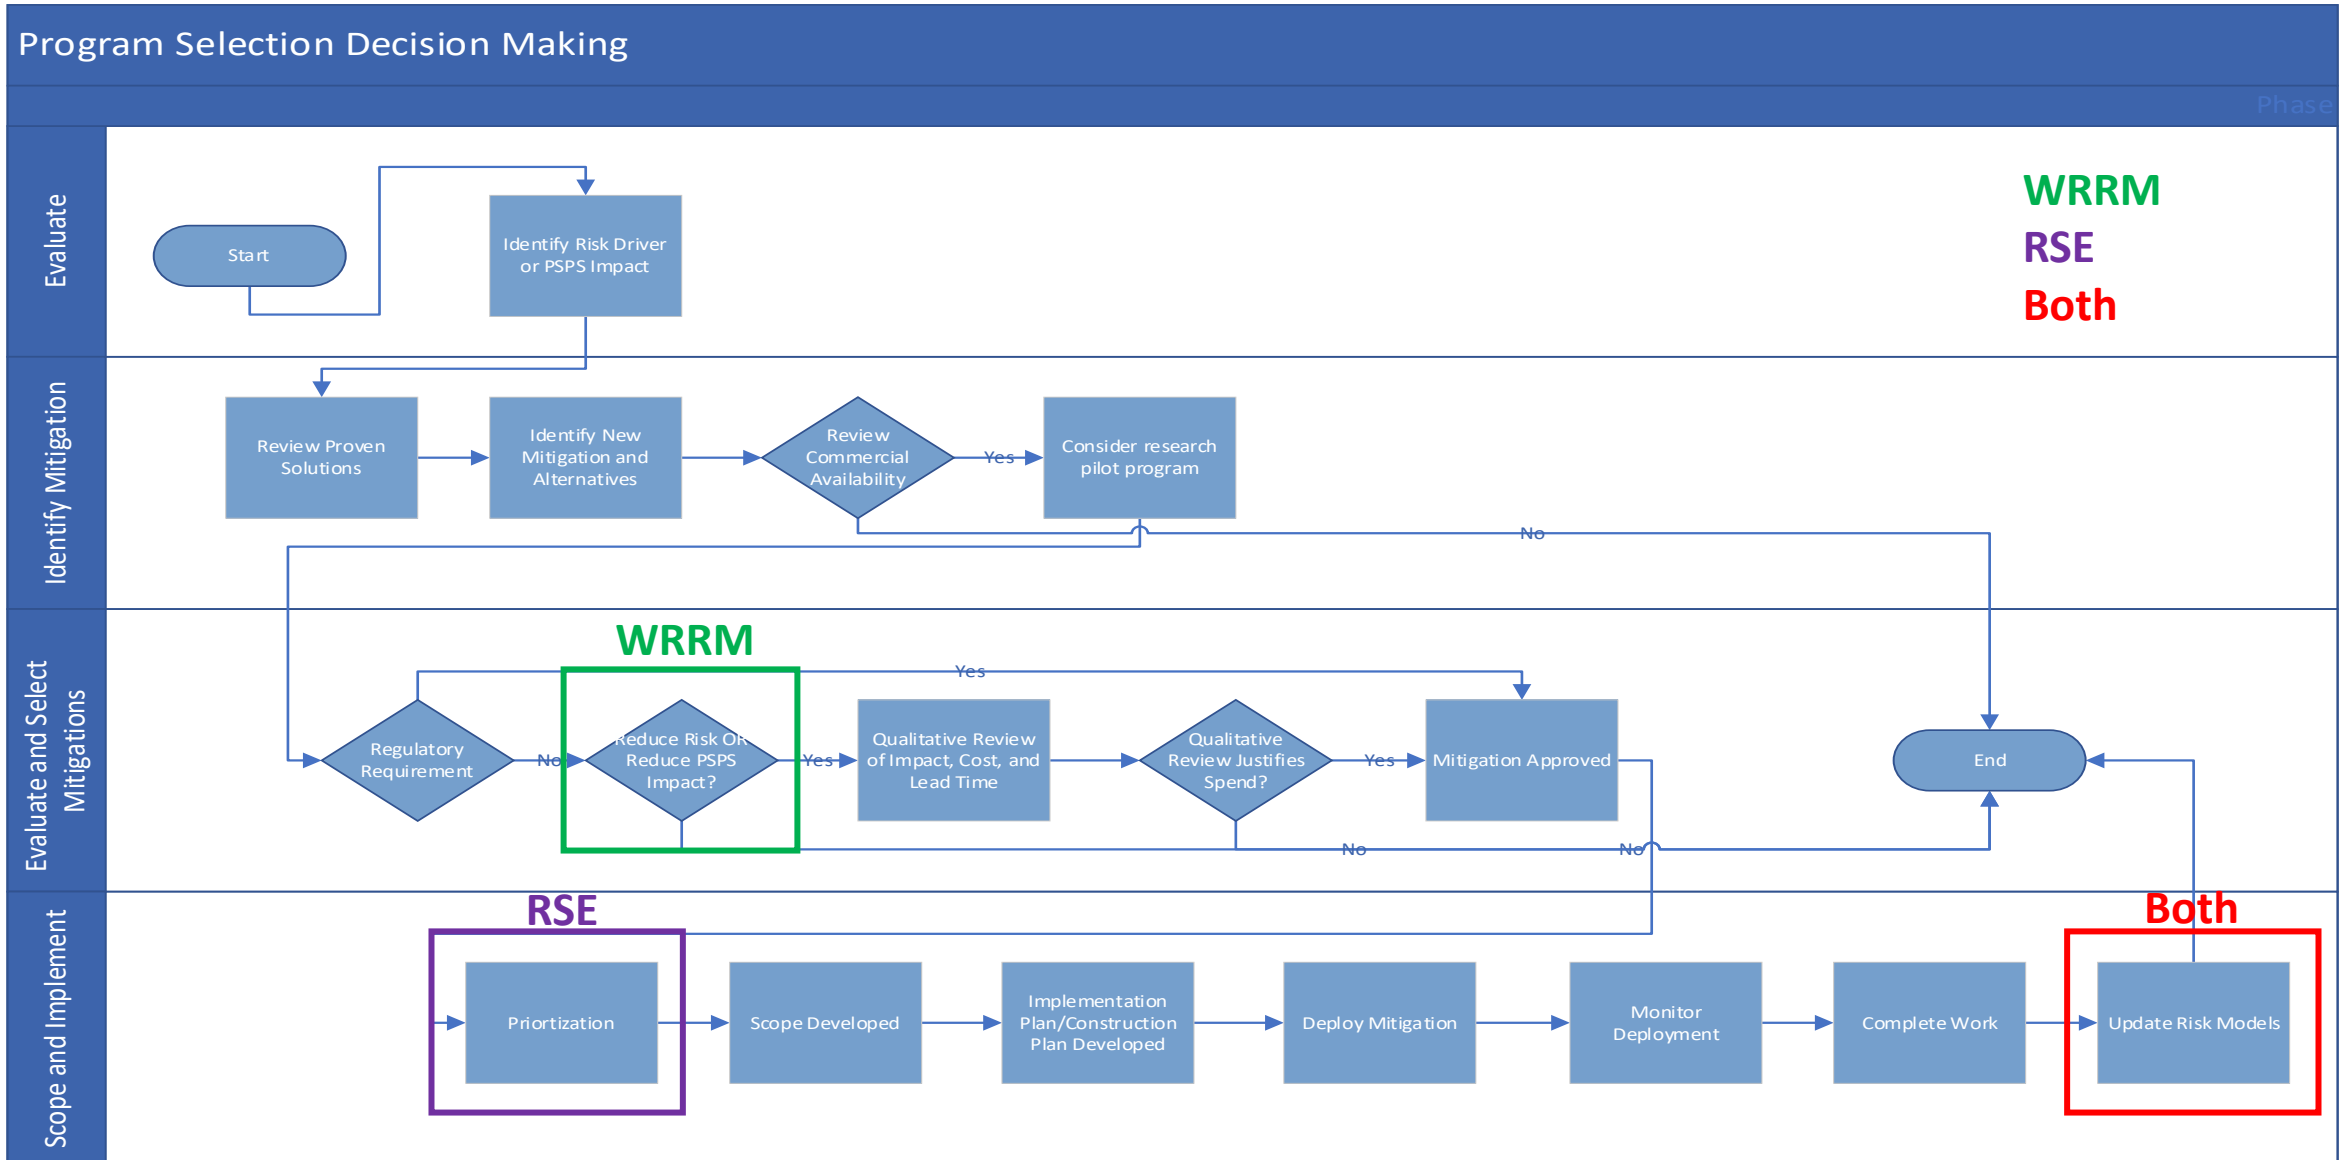 Program Selection Decision Making
Phase
Evaluate
Start
Identify Risk Driver
or PSPS Impact
WRRM
RSE
Both
Identify Mitigation
Review Proven
Solutions
Identify New
Mitigation and
Alternatives
Review
Commercial
Availability
Yes
Consider research
pilot program
No
Evaluate and Select
Mitigations
WRRM
Yes
Regulatory
Requirement
No
Reduce Risk OR
Reduce PSPS
Impact?
Yes
Qualitative Review
of Impact, Cost, and
Lead Time
Qualitative
Review Justifies
Spend?
Yes
Mitigation Approved
End
No
No
Scope and Implement
RSE
Both
Priortization
Scope Developed
Implementation
Plan/Construction
Plan Developed
Deploy Mitigation
Monitor
Deployment
Complete Work
Update Risk Models